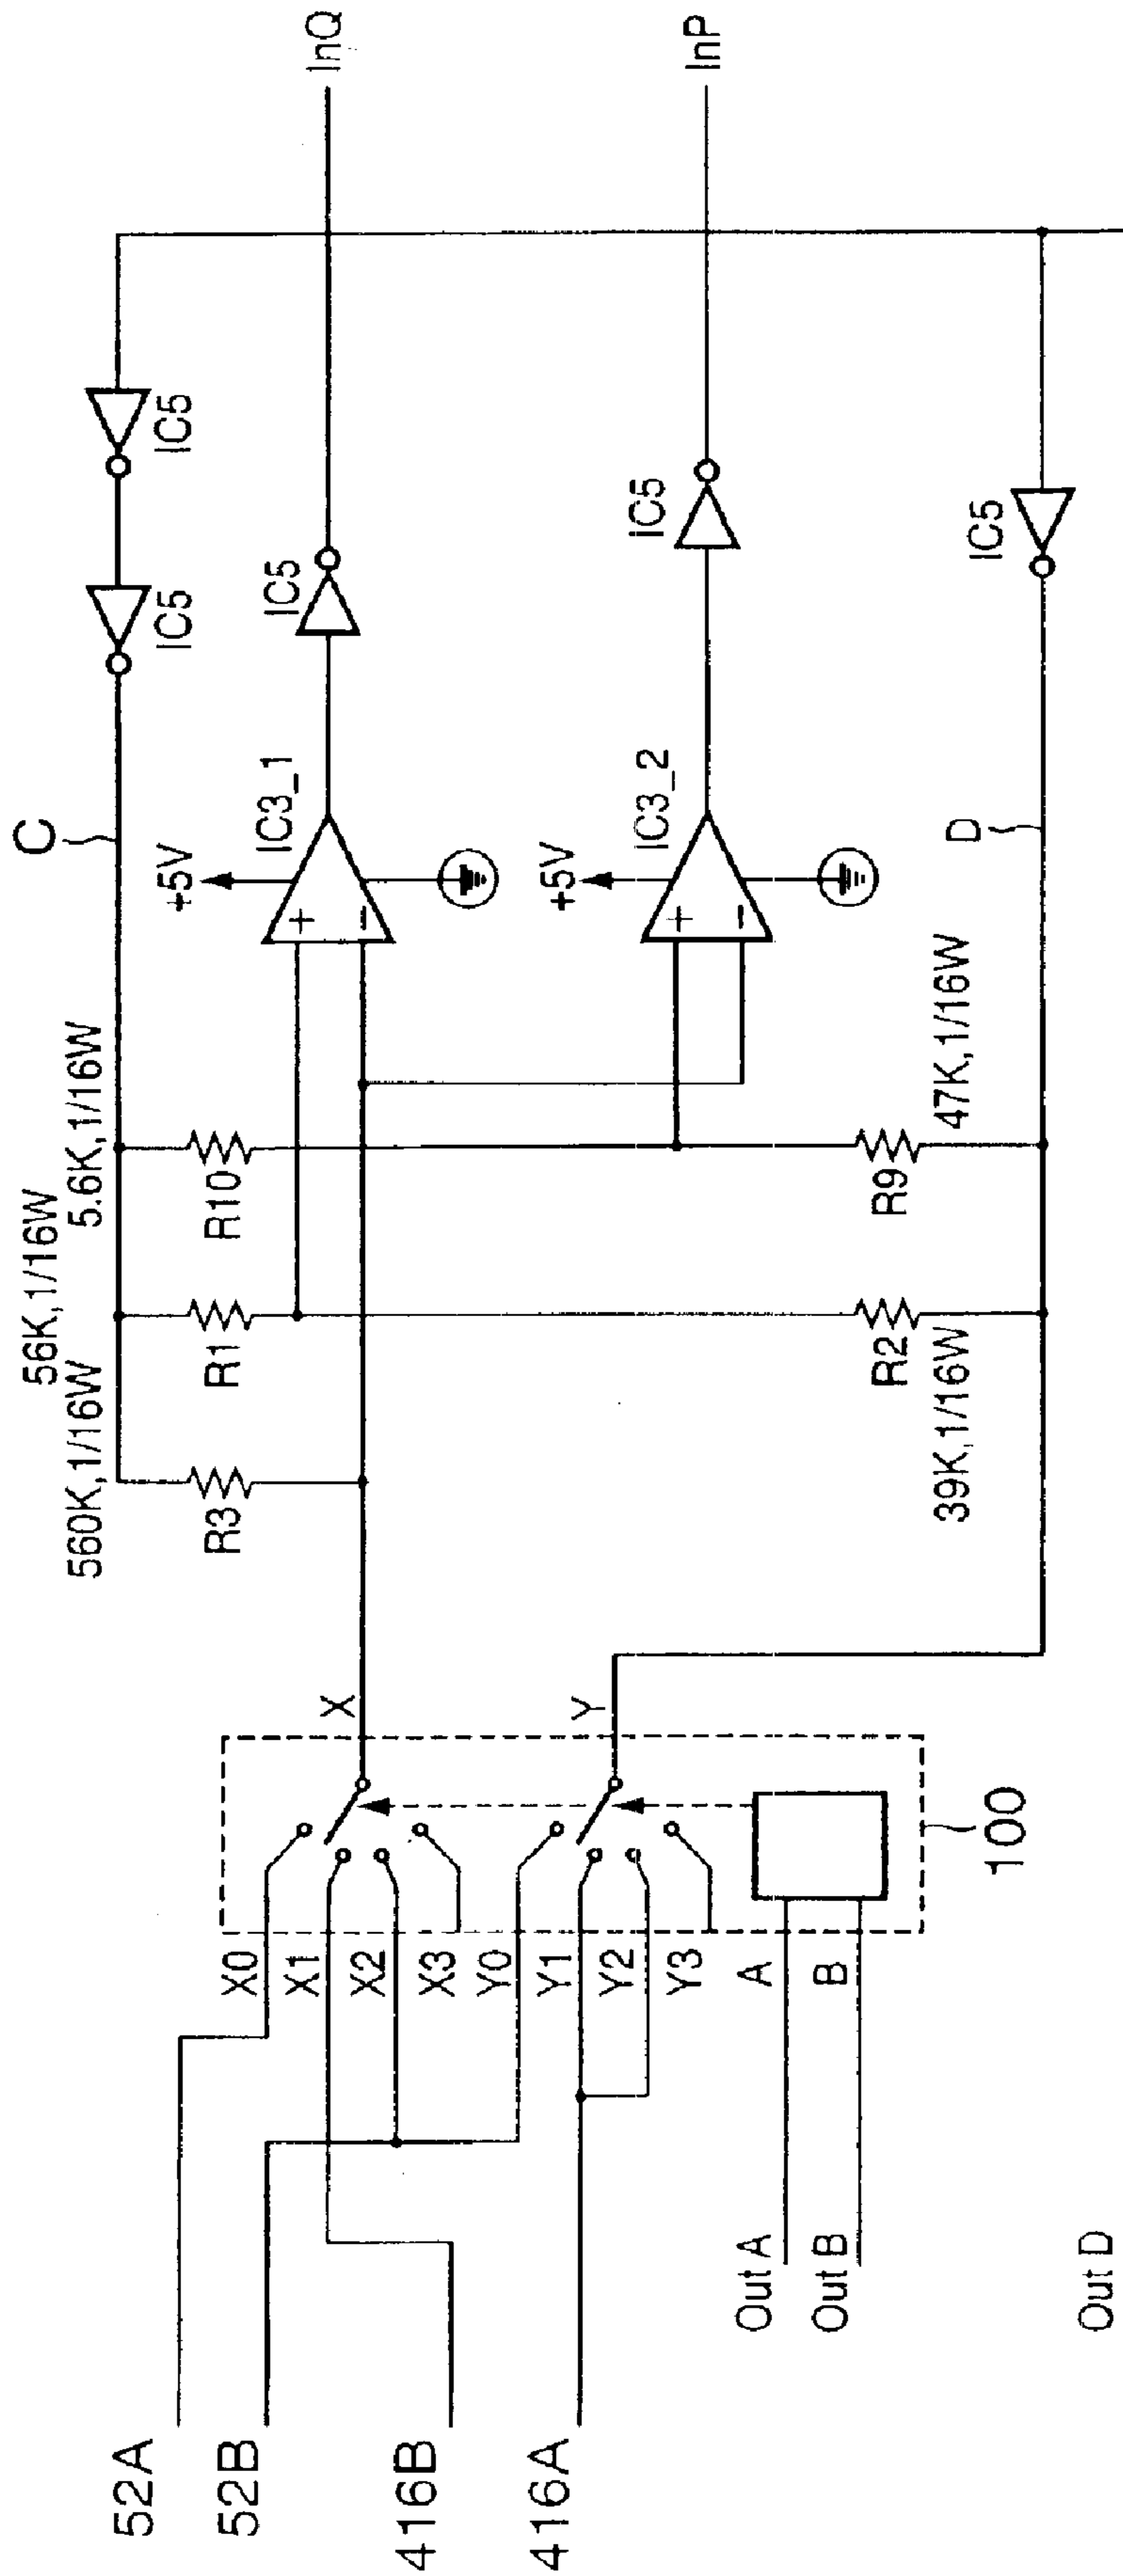 52A
52B
416B
416A
Out A
Out B
Out D
X0
X1
X2
X3
Y0
Y1
Y2
Y3
A
B
100
X
Y
560K,1/16W
R3
56K,1/16W
R1
5.6K,1/16W
R10
R2
39K,1/16W
R9
47K,1/16W
C
D
+5V
IC3_1
+
−
+5V
IC3_2
+
−
IC5
IC5
IC5
IC5
IC5
InQ
InP